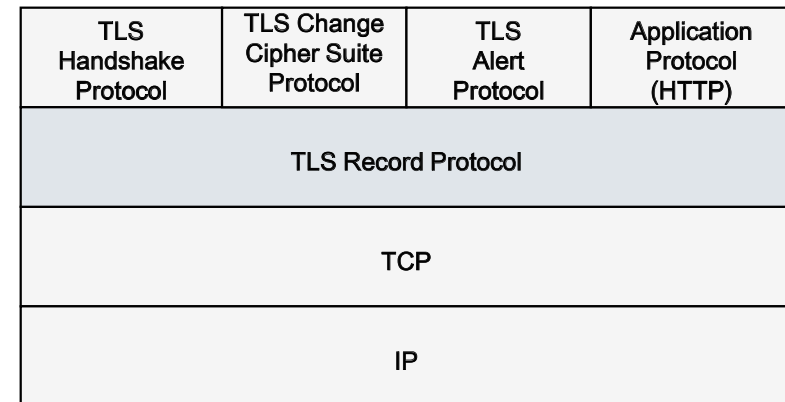 TLS
Handshake
Protocol
TLS Change
Cipher Suite
Protocol
TLS
Alert
Protocol
Application
Protocol
(HTTP)
TLS Record Protocol
TCP
IP